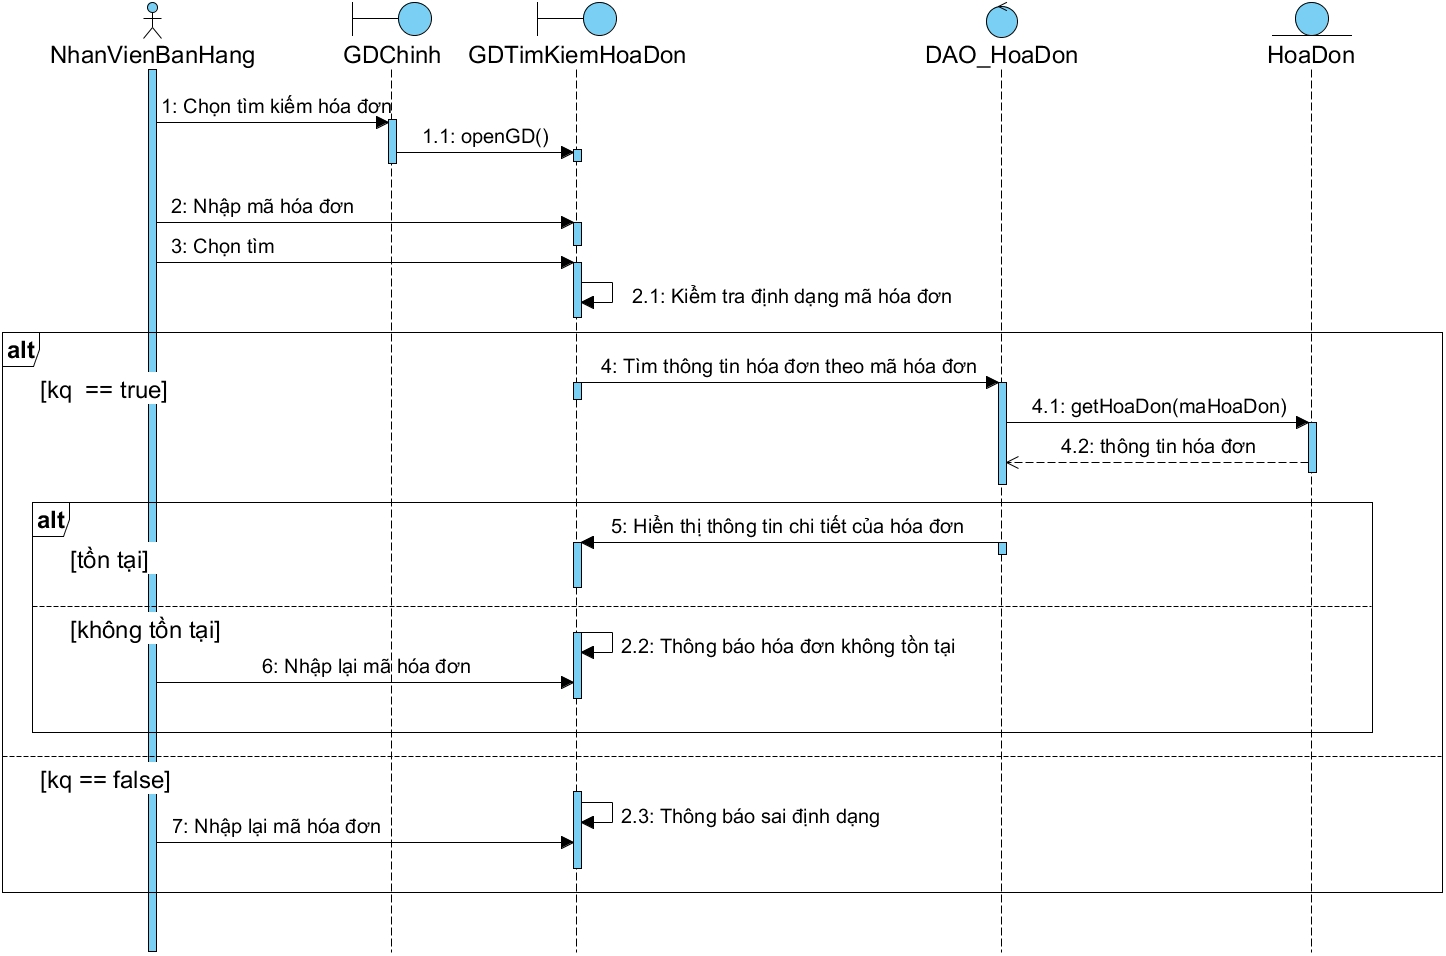 NhanVienBanHang
GDChinh
GDTimKiemHoaDon
DAO_HoaDon
HoaDon
1: Chọn tìm kiếm hóa đơn
1.1: openGD()
2: Nhập mã hóa đơn
3: Chọn tìm
2.1: Kiểm tra định dạng mã hóa đơn
alt
[kq == true]
4: Tìm thông tin hóa đơn theo mã hóa đơn
4.1: getHoaDon(maHoaDon)
4.2: thông tin hóa đơn
alt
[tồn tại]
5: Hiển thị thông tin chi tiết của hóa đơn
[không tồn tại]
2.2: Thông báo hóa đơn không tồn tại
6: Nhập lại mã hóa đơn
[kq == false]
2.3: Thông báo sai định dạng
7: Nhập lại mã hóa đơn